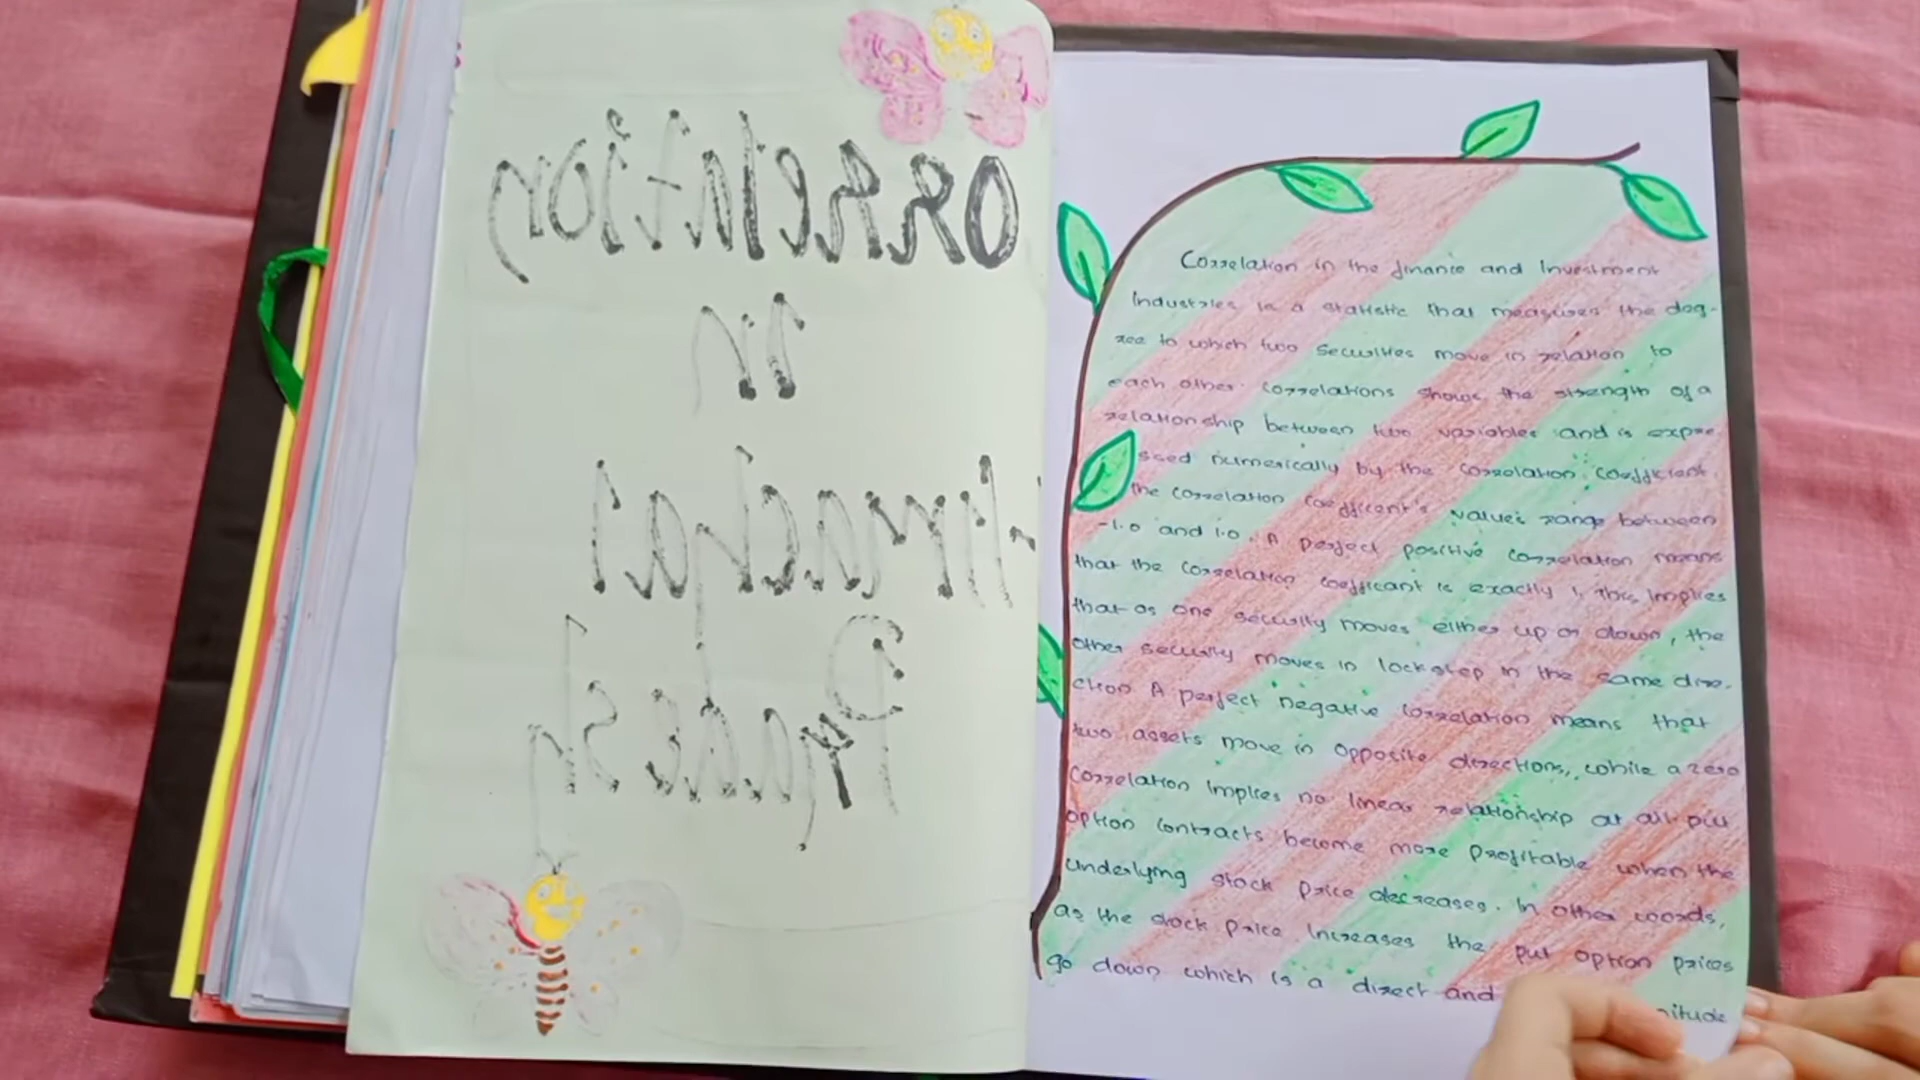 Correlation in the finance and Investment
Industries is a statistic that measures the deg-
ree to which two Securities move in relation to
each other. Correlations shows the strength of a
relationship between two variables and is expre
ssed numerically by the correlation coefficient.
the correlation coefficient's values range between
-1.0 and 1.0. A perfect positive correlation means
that the correlation coefficant is exactly 1, this implies
that as one security moves either up or down, the
other security moves in lockstep in the same dire-
ction A perfect negative correlation means that
two assets move in opposite directions, while a zero
Correlation implies no linear relationship at all. put
option contracts become more profitable when the
underlying stock price decreases. In other words,
as the stock price increases the put option prices
go down which is a direct and
nitude